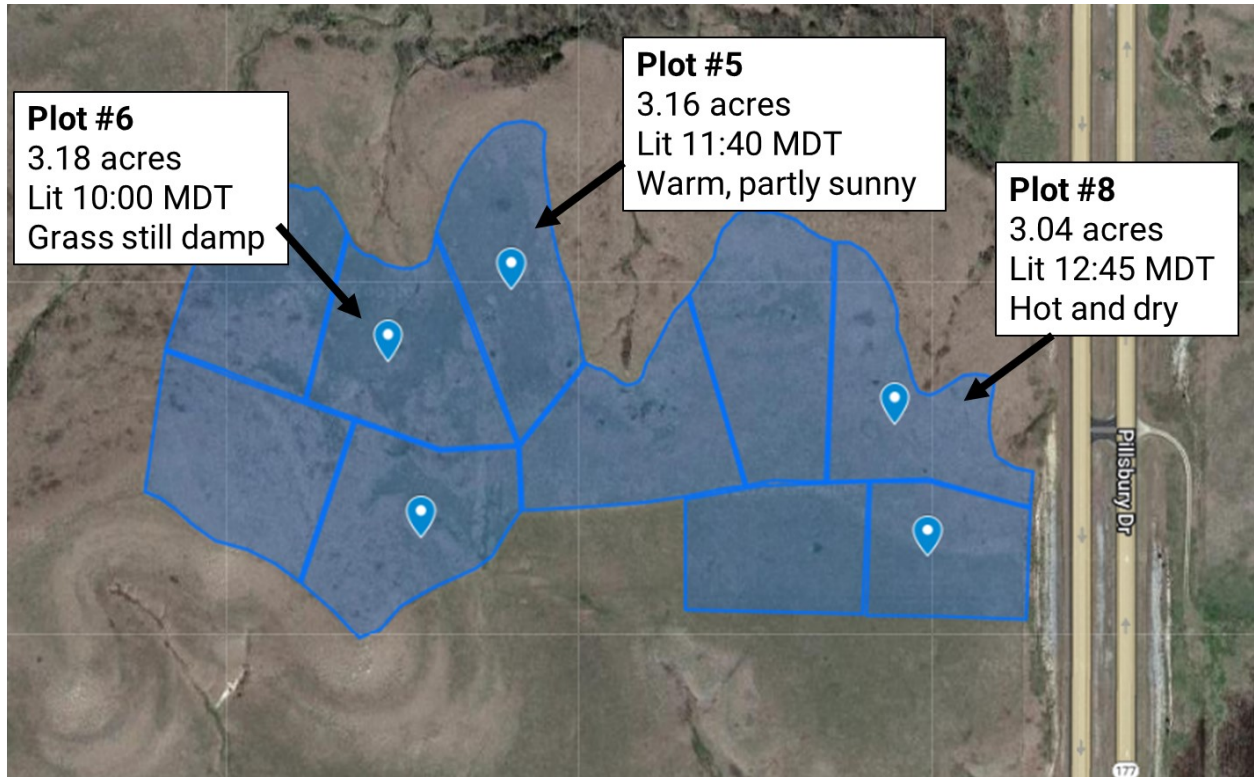 Plot #6
3.18 acres
Lit 10:00 MDT
Grass still damp
Plot #5
3.16 acres
Lit 11:40 MDT
Warm, partly sunny
Plot #8
3.04 acres
Lit 12:45 MDT
Hot and dry
Pillsbury Dr
177